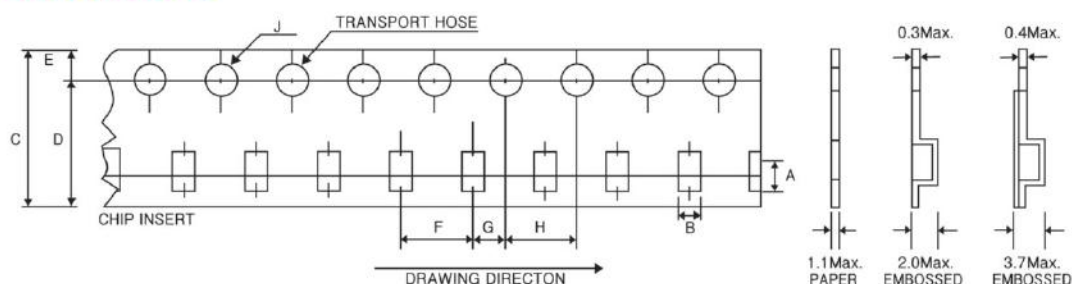 J
TRANSPORT HOSE
0.3Max.
0.4Max.
E
C
D
A
CHIP INSERT
F
G
H
B
DRAWING DIRECTON
1.1Max.
PAPER
2.0Max.
EMBOSSED
3.7Max.
EMBOSSED